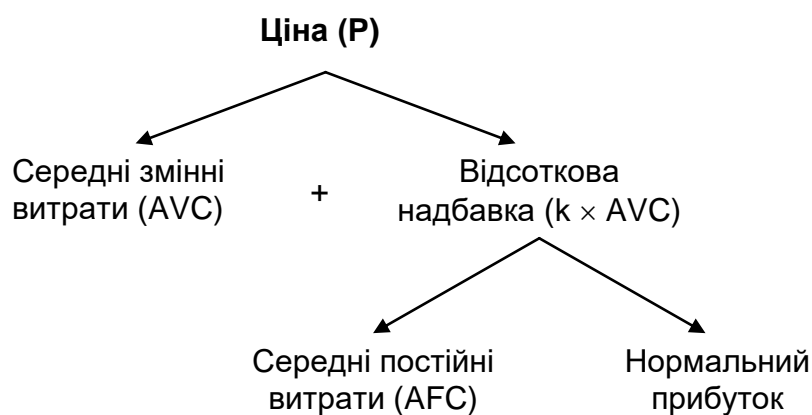 Ціна (P)
Середні змінні
витрати (AVC)
+
Відсоткова
надбавка (k × AVC)
Середні постійні
витрати (AFC)
Нормальний
прибуток